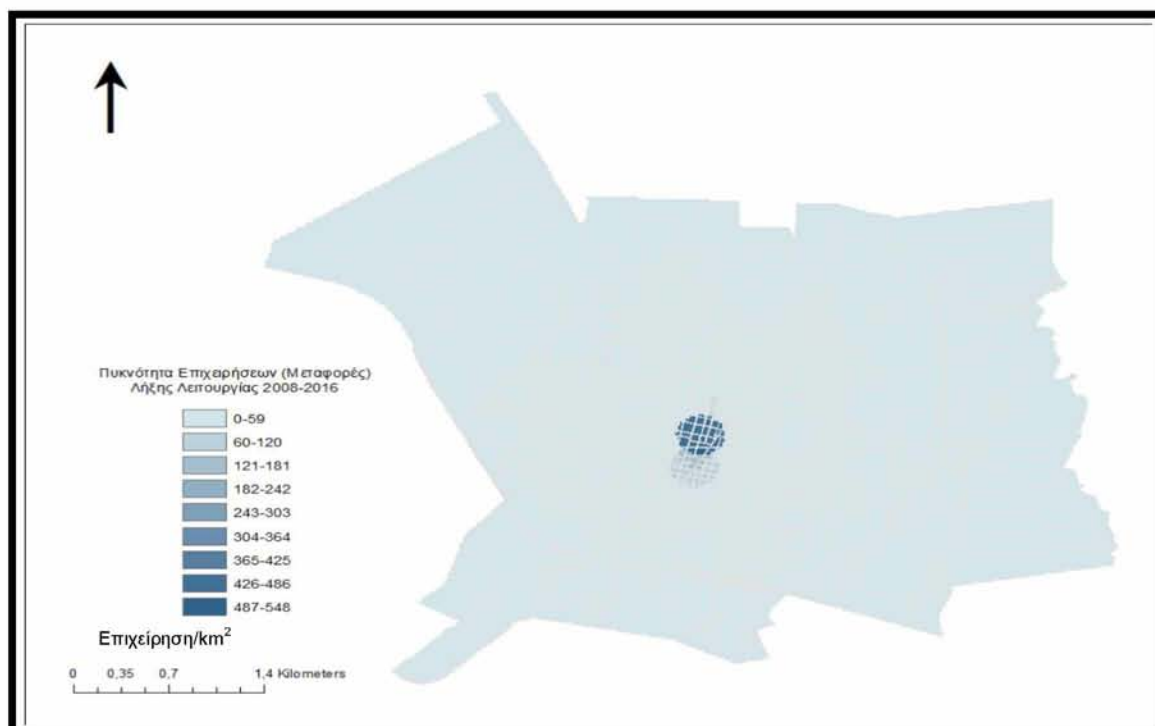 Πυκνότητα Επιχειρήσεων (Μεταφορές)
Λήξης Λειτουργίας 2008-2016
0-59
60-120
121-181
182-242
243-303
304-364
365-425
426-486
487-548
Επιχείρηση/km²
0 0,35 0,7 1,4 Kilometers